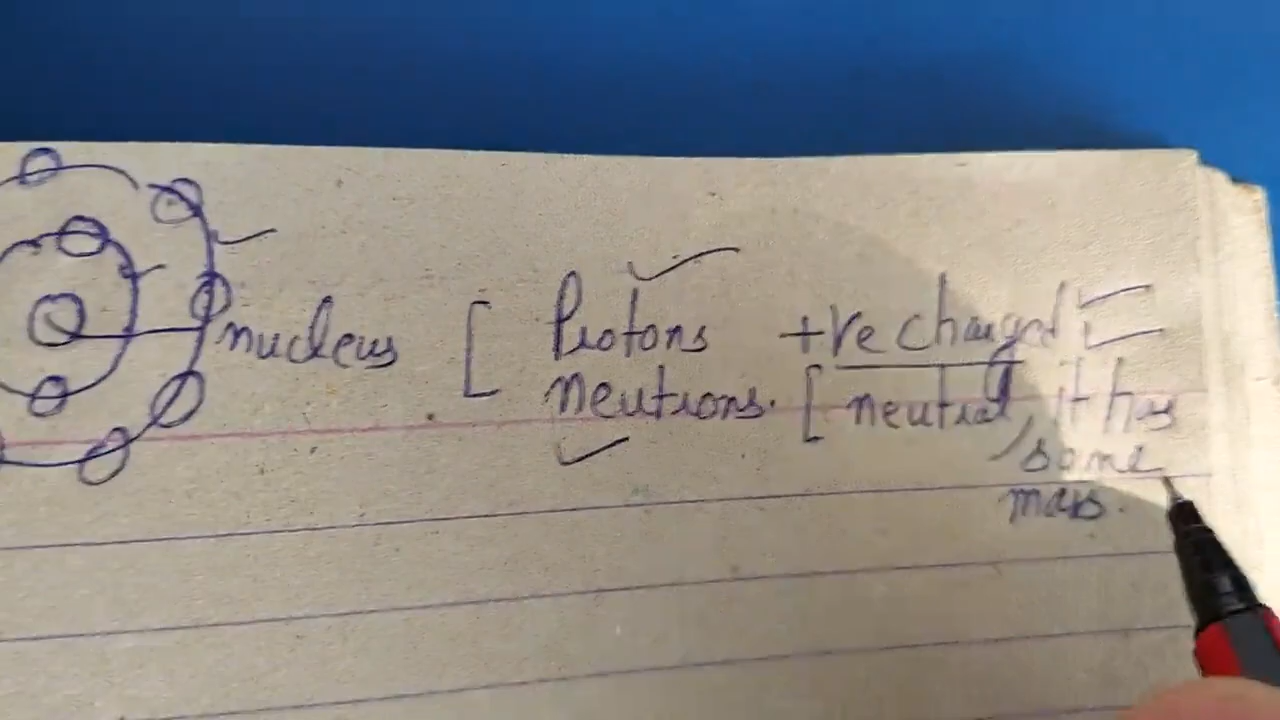 nucleus [ Protons +ve charged
neutrons. [ neutral, it has
some
mass.